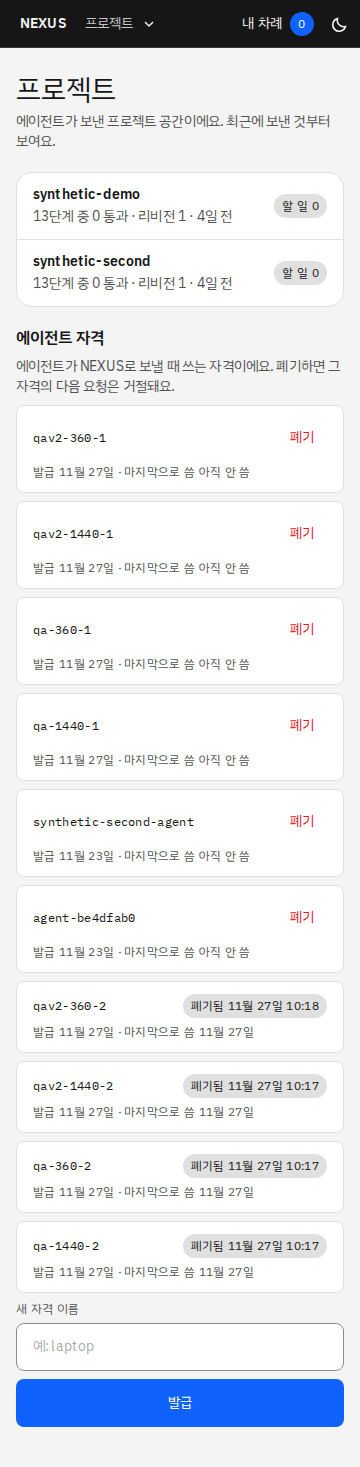 NEXUS 프로젝트 내 차례 0
프로젝트
에이전트가 보낸 프로젝트 공간이에요. 최근에 보낸 것부터
보여요.
synthetic-demo
13단계 중 0 통과 · 리비전 1 · 4일 전
할 일 0
synthetic-second
13단계 중 0 통과 · 리비전 1 · 4일 전
할 일 0
에이전트 자격
에이전트가 NEXUS로 보낼 때 쓰는 자격이에요. 폐기하면 그
자격의 다음 요청은 거절돼요.
qav2-360-1 폐기
발급 11월 27일 · 마지막으로 씀 아직 안 씀
qav2-1440-1 폐기
발급 11월 27일 · 마지막으로 씀 아직 안 씀
qa-360-1 폐기
발급 11월 27일 · 마지막으로 씀 아직 안 씀
qa-1440-1 폐기
발급 11월 27일 · 마지막으로 씀 아직 안 씀
synthetic-second-agent 폐기
발급 11월 23일 · 마지막으로 씀 아직 안 씀
agent-be4dfab0 폐기
발급 11월 23일 · 마지막으로 씀 아직 안 씀
qav2-360-2 폐기됨 11월 27일 10:18
발급 11월 27일 · 마지막으로 씀 11월 27일
qav2-1440-2 폐기됨 11월 27일 10:17
발급 11월 27일 · 마지막으로 씀 11월 27일
qa-360-2 폐기됨 11월 27일 10:17
발급 11월 27일 · 마지막으로 씀 11월 27일
qa-1440-2 폐기됨 11월 27일 10:17
발급 11월 27일 · 마지막으로 씀 11월 27일
새 자격 이름
예: laptop
발급